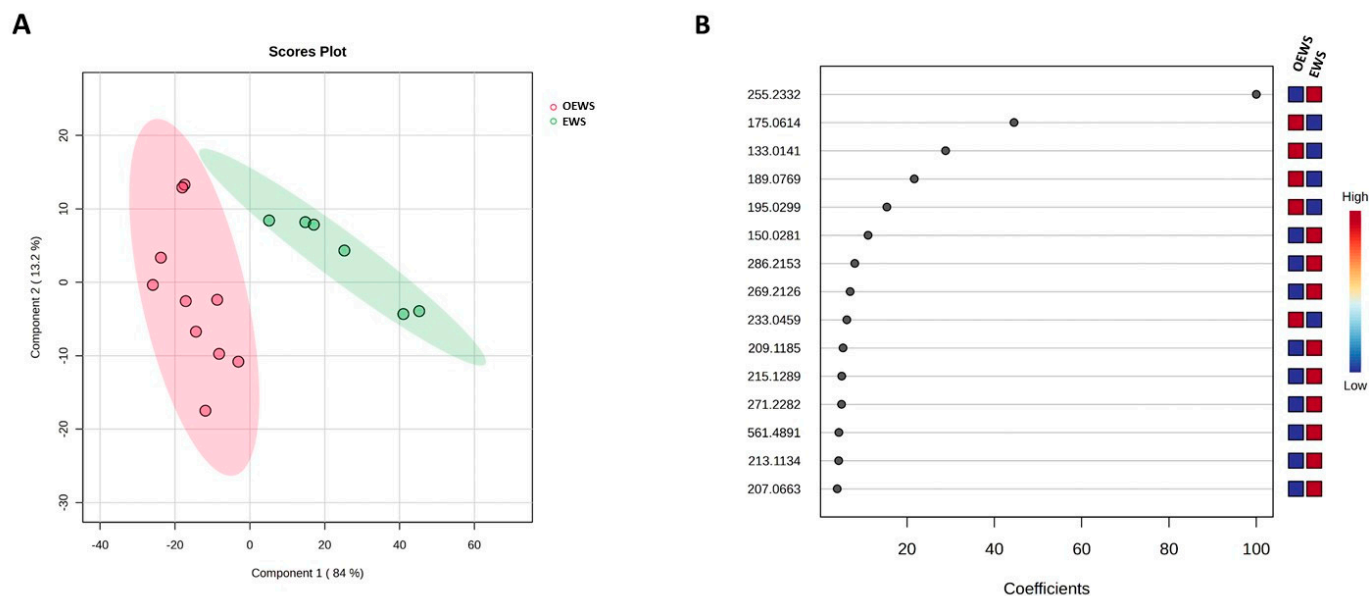 A
Scores Plot
OEWS
EWS
20
10
0
-10
-20
-30
-40
-20
0
20
40
60
Component 2 ( 13.2 %)
Component 1 ( 84 %)
B
OEWS
EWS
255.2332
175.0614
133.0141
189.0769
195.0299
150.0281
286.2153
269.2126
233.0459
209.1185
215.1289
271.2282
561.4891
213.1134
207.0663
20
40
60
80
100
Coefficients
High
Low